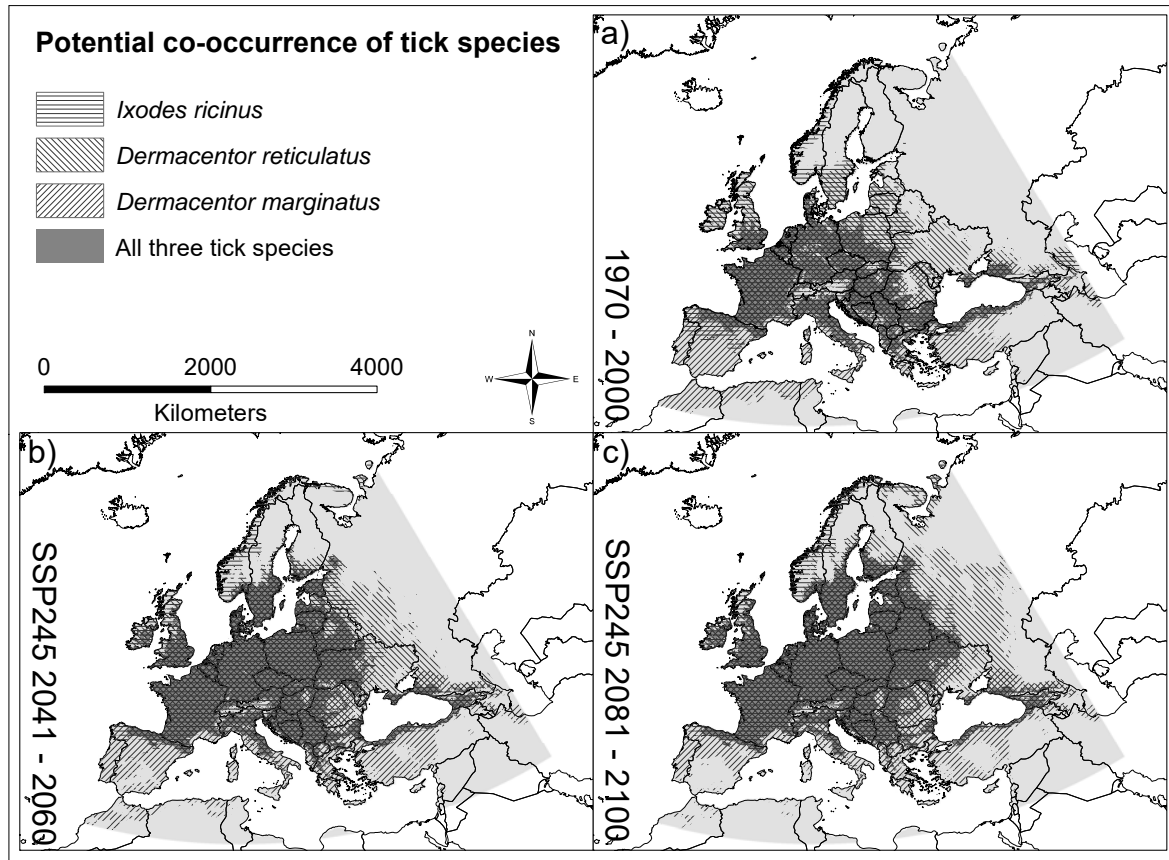 Potential co-occurrence of tick species
Ixodes ricinus
Dermacentor reticulatus
Dermacentor marginatus
All three tick species
0 2000 4000
Kilometers
N
W E
S
a)
1970 - 2000
b)
SSP245 2041 - 2060
c)
SSP245 2081 - 2100